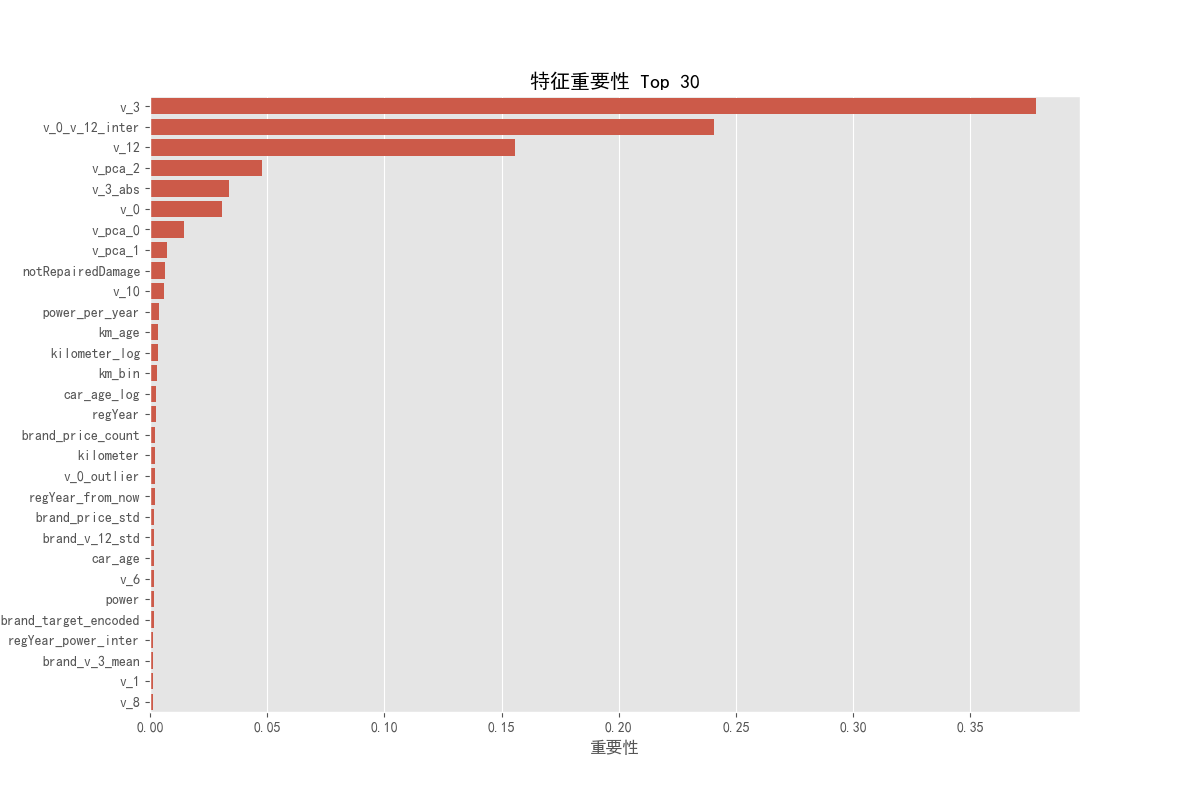 特征重要性 Top 30
v_3
v_0_v_12_inter
v_12
v_pca_2
v_3_abs
v_0
v_pca_0
v_pca_1
notRepairedDamage
v_10
power_per_year
km_age
kilometer_log
km_bin
car_age_log
regYear
brand_price_count
kilometer
v_0_outlier
regYear_from_now
brand_price_std
brand_v_12_std
car_age
v_6
power
brand_target_encoded
regYear_power_inter
brand_v_3_mean
v_1
v_8
0.00 0.05 0.10 0.15 0.20 0.25 0.30 0.35
重要性